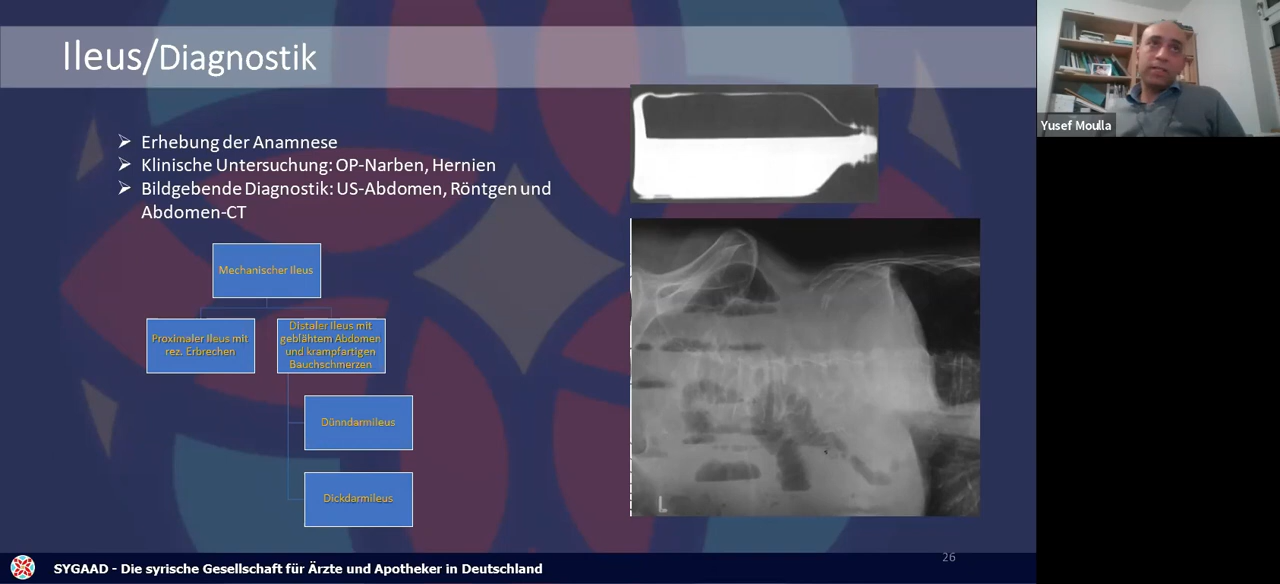 Ileus/Diagnostik
Erhebung der Anamnese
Klinische Untersuchung: OP-Narben, Hernien
Bildgebende Diagnostik: US-Abdomen, Röntgen und
Abdomen-CT
Mechanischer Ileus
Proximaler Ileus mit
rez. Erbrechen
Distaler Ileus mit
geblähtem Abdomen
und krampfartigen
Bauchschmerzen
Dünndarmileus
Dickdarmileus
L
26
SYGAAD - Die syrische Gesellschaft für Ärzte und Apotheker in Deutschland
Yusef Moulla